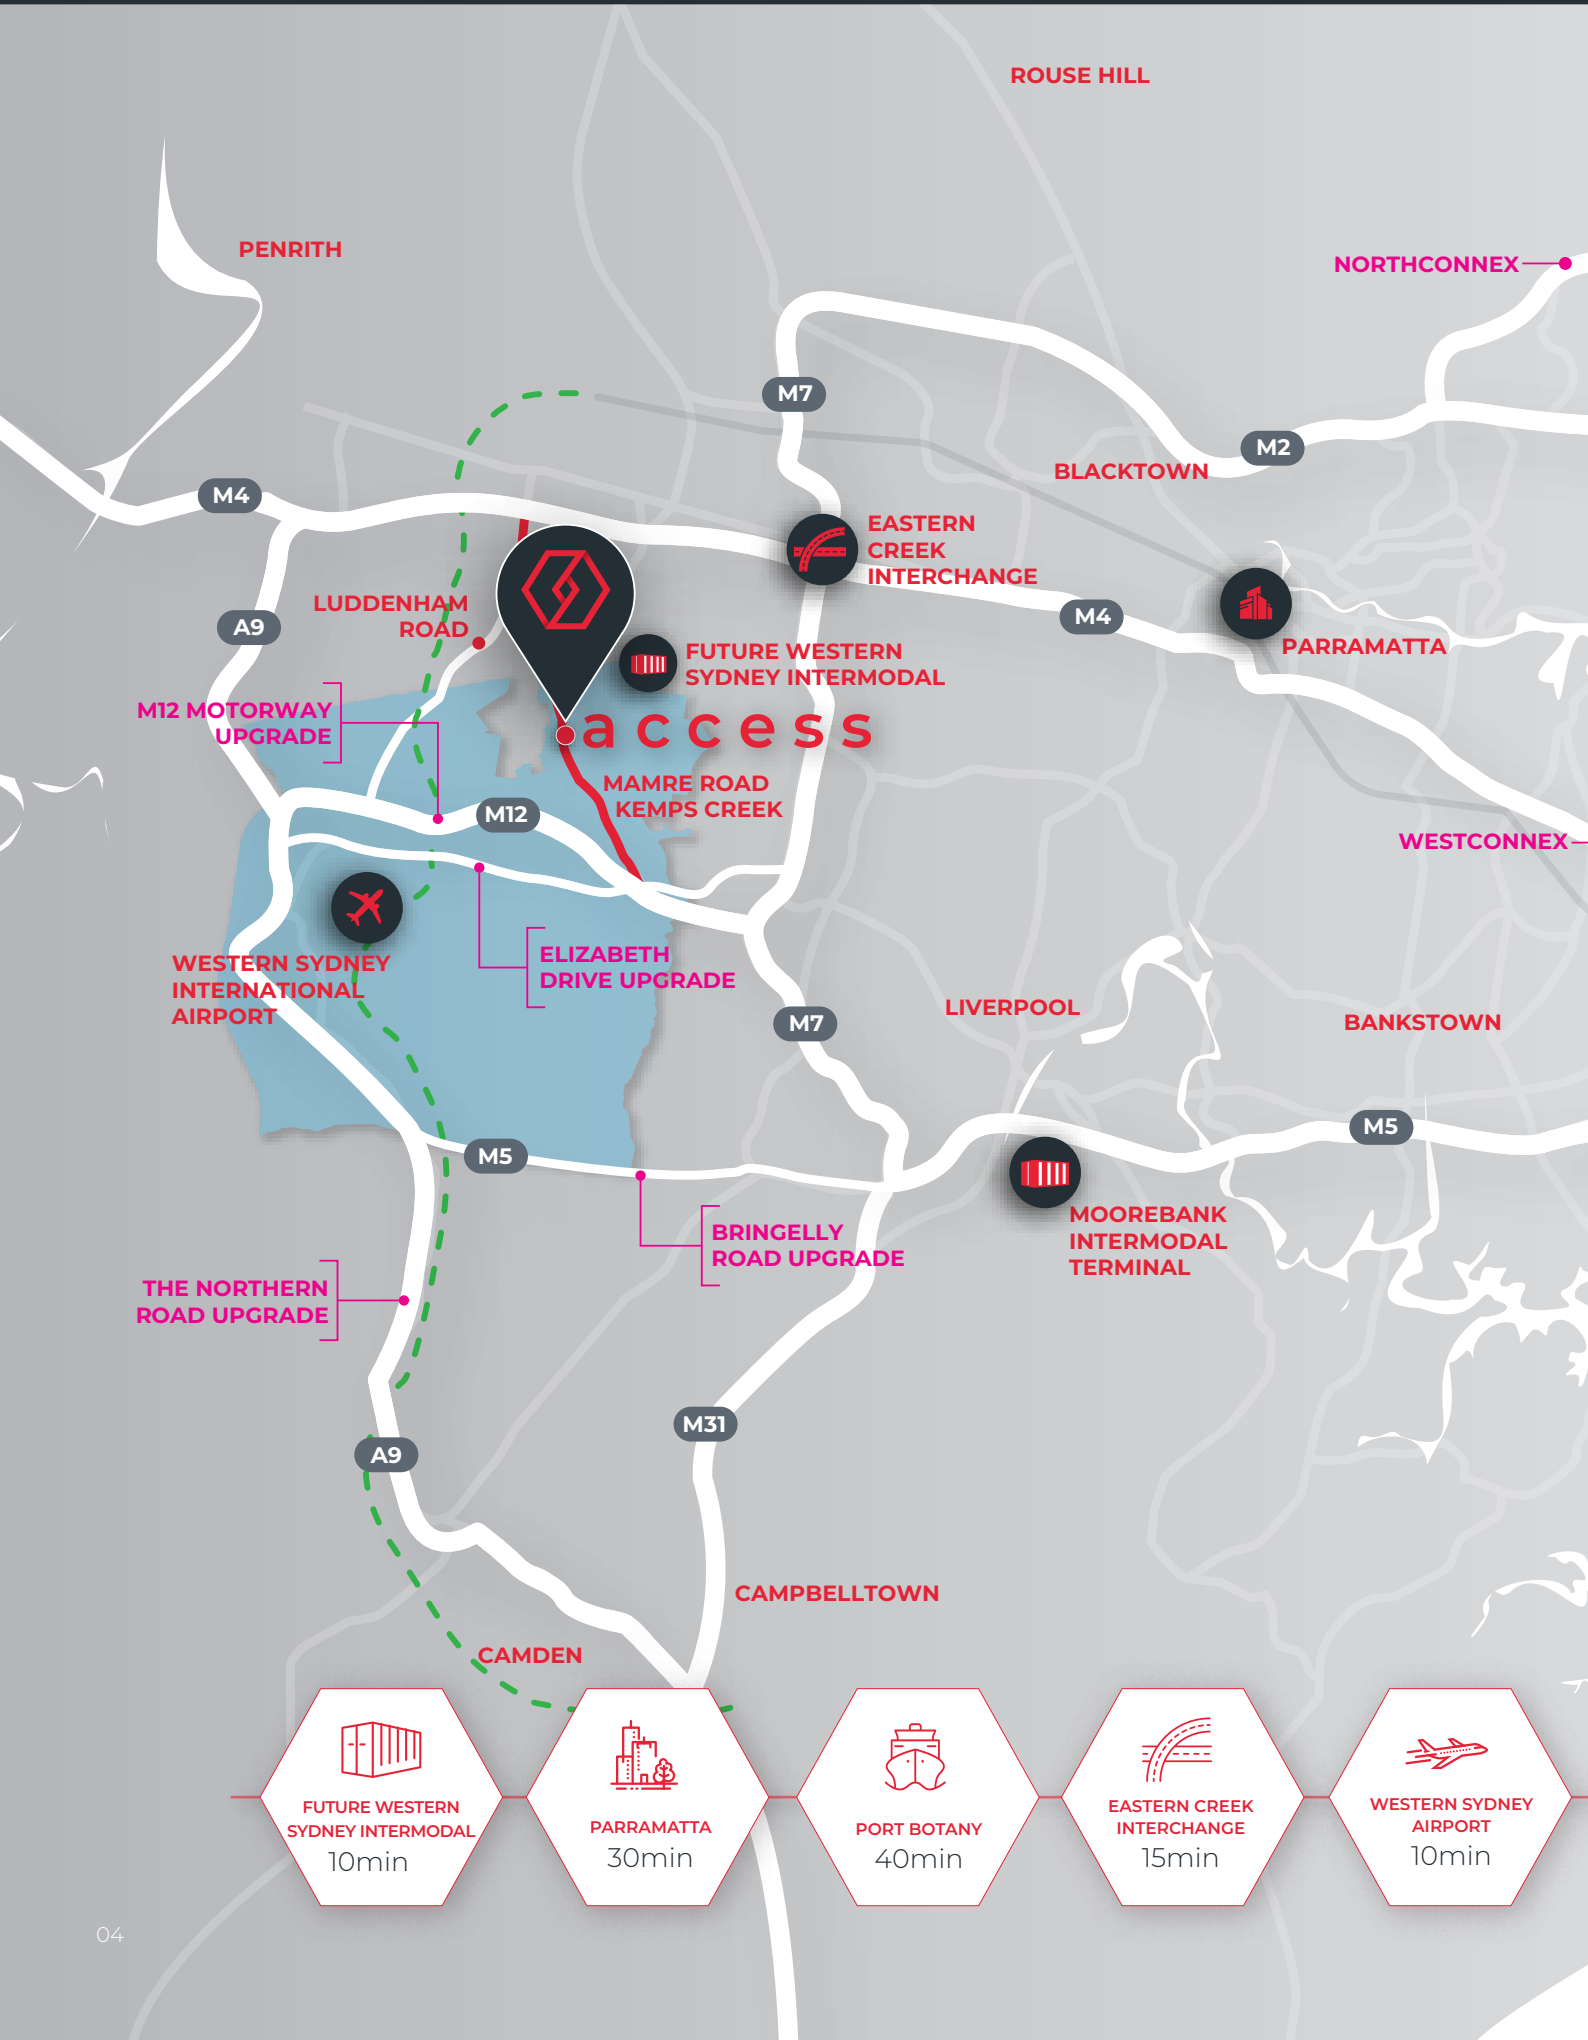 ROUSE HILL
PENRITH
NORTHCONNEX
M7
M2
BLACKTOWN
M4
EASTERN
CREEK
INTERCHANGE
LUDDENHAM
ROAD
A9
M4
PARRAMATTA
FUTURE WESTERN
SYDNEY INTERMODAL
M12 MOTORWAY
UPGRADE
access
MAMRE ROAD
KEMPS CREEK
M12
WESTCONNEX
ELIZABETH
DRIVE UPGRADE
WESTERN SYDNEY
INTERNATIONAL
AIRPORT
LIVERPOOL
M7
BANKSTOWN
M5
M5
MOOREBANK
INTERMODAL
TERMINAL
BRINGELLY
ROAD UPGRADE
THE NORTHERN
ROAD UPGRADE
M31
A9
CAMPBELLTOWN
CAMDEN
FUTURE WESTERN
SYDNEY INTERMODAL
10min
PARRAMATTA
30min
PORT BOTANY
40min
EASTERN CREEK
INTERCHANGE
15min
WESTERN SYDNEY
AIRPORT
10min
04